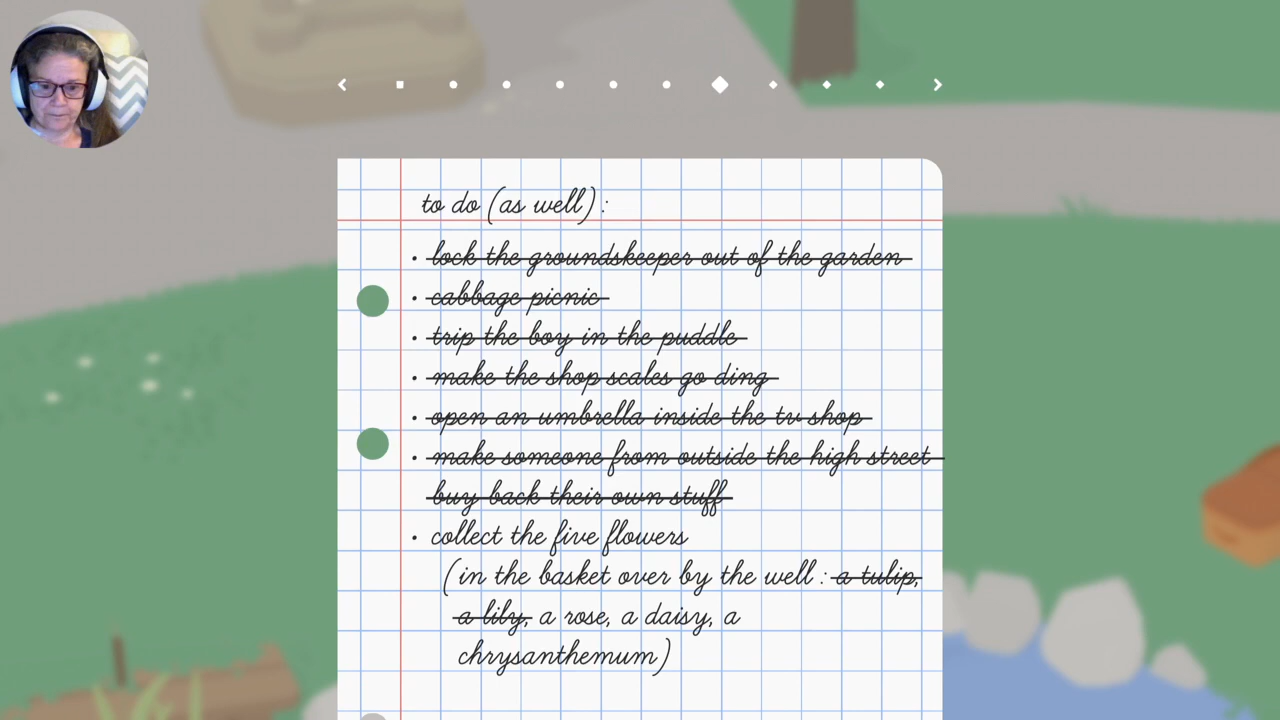 to do (as well) :
• lock the groundskeeper out of the garden
• cabbage picnic
• trip the boy in the puddle
• make the shop scales go ding
• open an umbrella inside the tv shop
• make someone from outside the high street
buy back their own stuff
• collect the five flowers
(in the basket over by the well : a tulip,
a lily, a rose, a daisy, a
chrysanthemum)